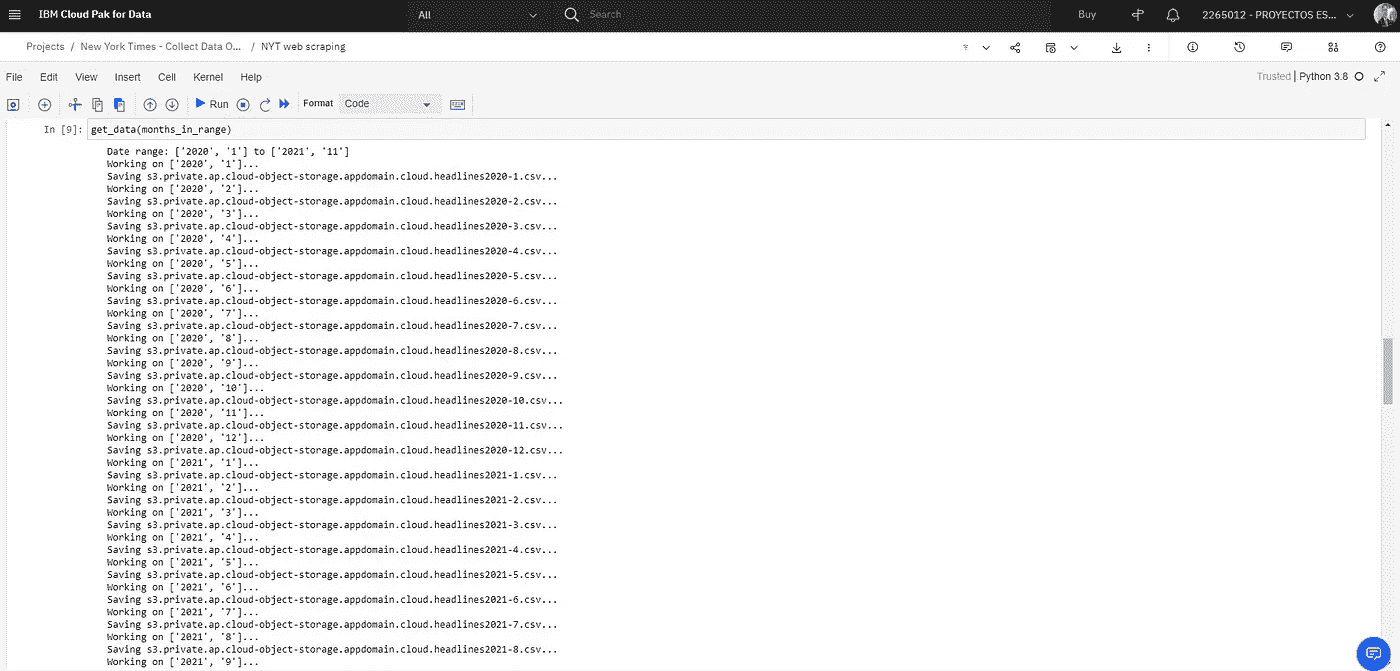 IBM Cloud Pak for Data All Search Buy 2265012 - PROYECTOS ES...
Projects / New York Times - Collect Data O... / NYT web scraping
File Edit View Insert Cell Kernel Help Trusted | Python 3.8
Run Format Code
In [9]: get_data(months_in_range)
Date range: ['2020', '1'] to ['2021', '11']
Working on ['2020', '1']...
Saving s3.private.ap.cloud-object-storage.appdomain.cloud.headlines2020-1.csv...
Working on ['2020', '2']...
Saving s3.private.ap.cloud-object-storage.appdomain.cloud.headlines2020-2.csv...
Working on ['2020', '3']...
Saving s3.private.ap.cloud-object-storage.appdomain.cloud.headlines2020-3.csv...
Working on ['2020', '4']...
Saving s3.private.ap.cloud-object-storage.appdomain.cloud.headlines2020-4.csv...
Working on ['2020', '5']...
Saving s3.private.ap.cloud-object-storage.appdomain.cloud.headlines2020-5.csv...
Working on ['2020', '6']...
Saving s3.private.ap.cloud-object-storage.appdomain.cloud.headlines2020-6.csv...
Working on ['2020', '7']...
Saving s3.private.ap.cloud-object-storage.appdomain.cloud.headlines2020-7.csv...
Working on ['2020', '8']...
Saving s3.private.ap.cloud-object-storage.appdomain.cloud.headlines2020-8.csv...
Working on ['2020', '9']...
Saving s3.private.ap.cloud-object-storage.appdomain.cloud.headlines2020-9.csv...
Working on ['2020', '10']...
Saving s3.private.ap.cloud-object-storage.appdomain.cloud.headlines2020-10.csv...
Working on ['2020', '11']...
Saving s3.private.ap.cloud-object-storage.appdomain.cloud.headlines2020-11.csv...
Working on ['2020', '12']...
Saving s3.private.ap.cloud-object-storage.appdomain.cloud.headlines2020-12.csv...
Working on ['2021', '1']...
Saving s3.private.ap.cloud-object-storage.appdomain.cloud.headlines2021-1.csv...
Working on ['2021', '2']...
Saving s3.private.ap.cloud-object-storage.appdomain.cloud.headlines2021-2.csv...
Working on ['2021', '3']...
Saving s3.private.ap.cloud-object-storage.appdomain.cloud.headlines2021-3.csv...
Working on ['2021', '4']...
Saving s3.private.ap.cloud-object-storage.appdomain.cloud.headlines2021-4.csv...
Working on ['2021', '5']...
Saving s3.private.ap.cloud-object-storage.appdomain.cloud.headlines2021-5.csv...
Working on ['2021', '6']...
Saving s3.private.ap.cloud-object-storage.appdomain.cloud.headlines2021-6.csv...
Working on ['2021', '7']...
Saving s3.private.ap.cloud-object-storage.appdomain.cloud.headlines2021-7.csv...
Working on ['2021', '8']...
Saving s3.private.ap.cloud-object-storage.appdomain.cloud.headlines2021-8.csv...
Working on ['2021', '9']...